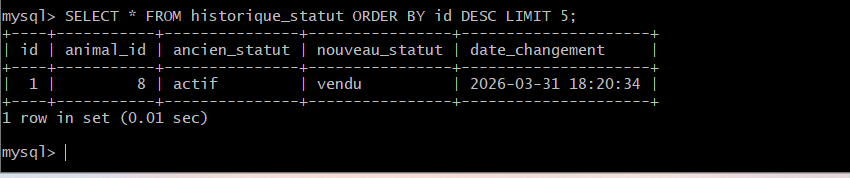 mysql> SELECT * FROM historique_statut ORDER BY id DESC LIMIT 5;
+----+-----------+---------------+----------------+---------------------+
| id | animal_id | ancien_statut | nouveau_statut | date_changement     |
+----+-----------+---------------+----------------+---------------------+
|  1 |         8 | actif         | vendu          | 2026-03-31 18:20:34 |
+----+-----------+---------------+----------------+---------------------+
1 row in set (0.01 sec)
mysql>